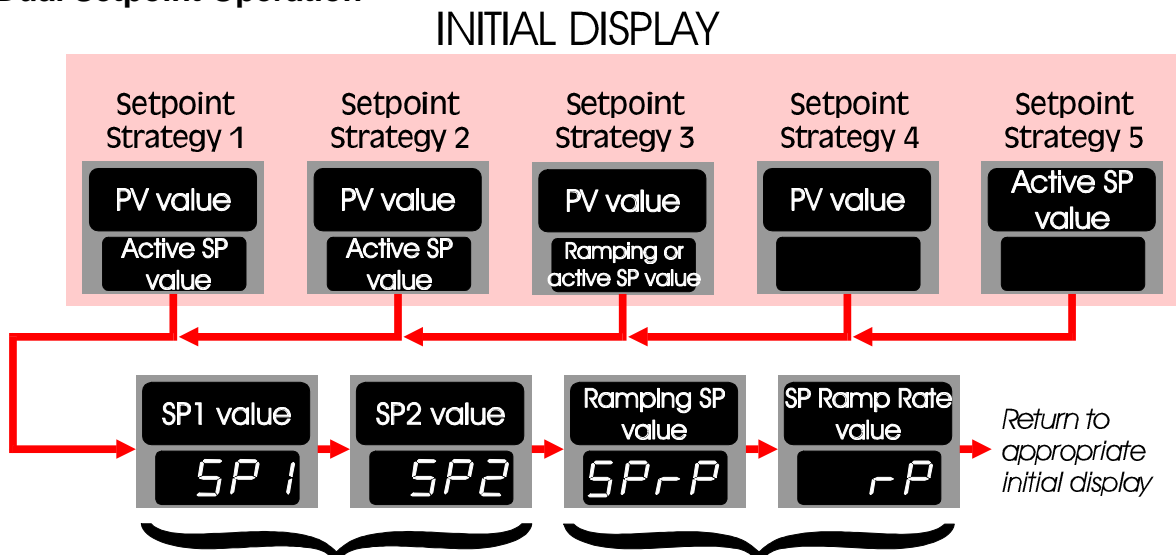 INITIAL DISPLAY
Setpoint Strategy 1
Setpoint Strategy 2
Setpoint Strategy 3
Setpoint Strategy 4
Setpoint Strategy 5
PV value
Active SP value
PV value
Active SP value
PV value
Ramping or active SP value
PV value
Active SP value
SP1 value
SP1
SP2 value
SP2
Ramping SP value
SPrP
SP Ramp Rate value
rP
Return to
appropriate
initial display